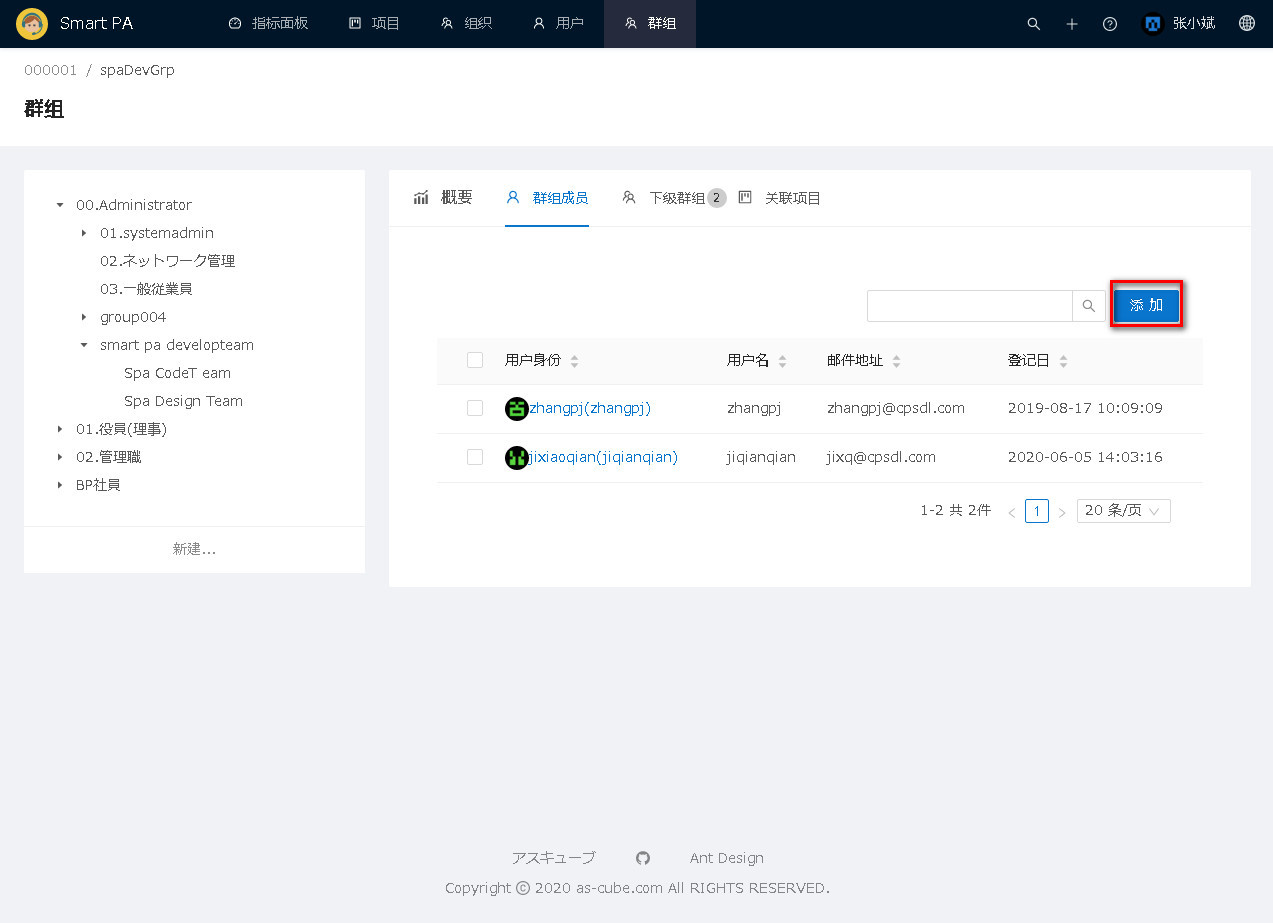 Smart PA 指标面板 项目 组织 用户 群组 张小斌
000001 / spaDevGrp
群组
00.Administrator
01.systemadmin
02.ネットワーク管理
03.一般従業員
group004
smart pa developteam
Spa CodeT eam
Spa Design Team
01.役員(理事)
02.管理職
BP社員
新建...
概要 群组成员 下级群组 2 关联项目
添 加
用户身份 用户名 邮件地址 登记日
zhangpj(zhangpj) zhangpj zhangpj@cpsdl.com 2019-08-17 10:09:09
jixiaoqian(jiqianqian) jiqianqian jixq@cpsdl.com 2020-06-05 14:03:16
1-2 共 2件 < 1 > 20 条/页
アスキューブ Ant Design
Copyright © 2020 as-cube.com All RIGHTS RESERVED.